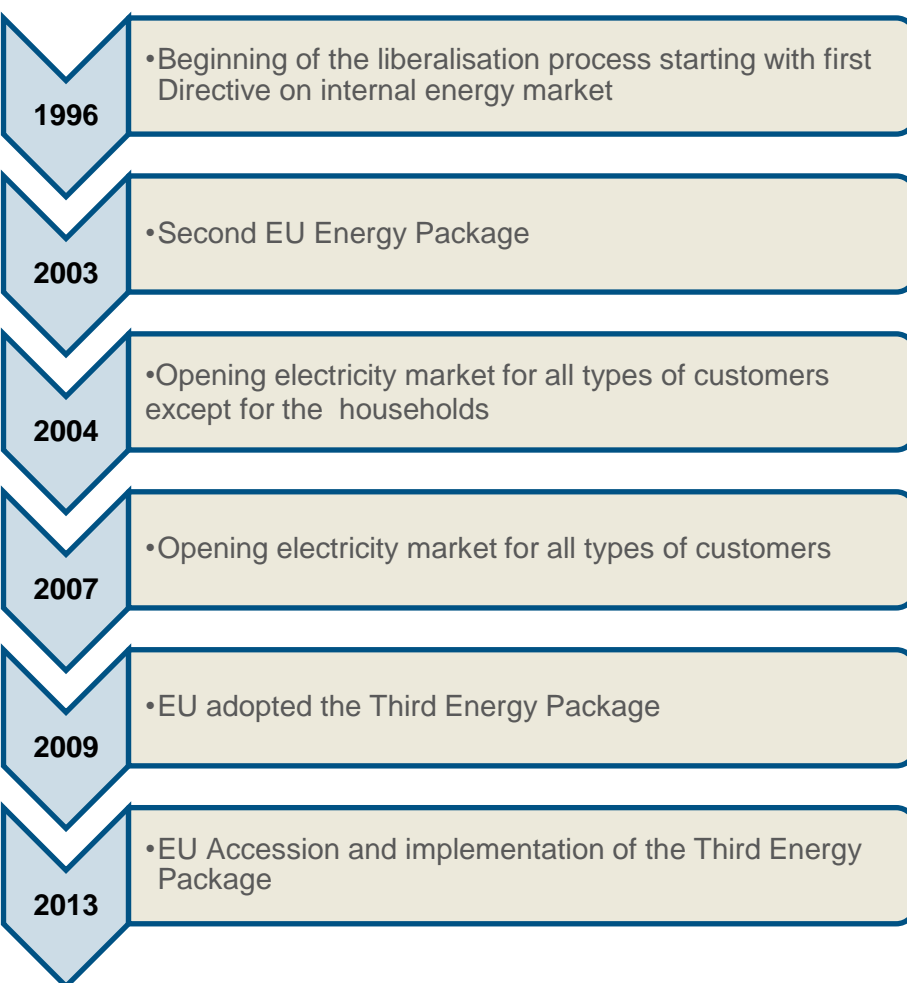 •Beginning of the liberalisation process starting with first
Directive on internal energy market
1996
•Second EU Energy Package
2003
•Opening electricity market for all types of customers
except for the  households
2004
•Opening electricity market for all types of customers
2007
•EU adopted the Third Energy Package
2009
•EU Accession and implementation of the Third Energy
Package
2013